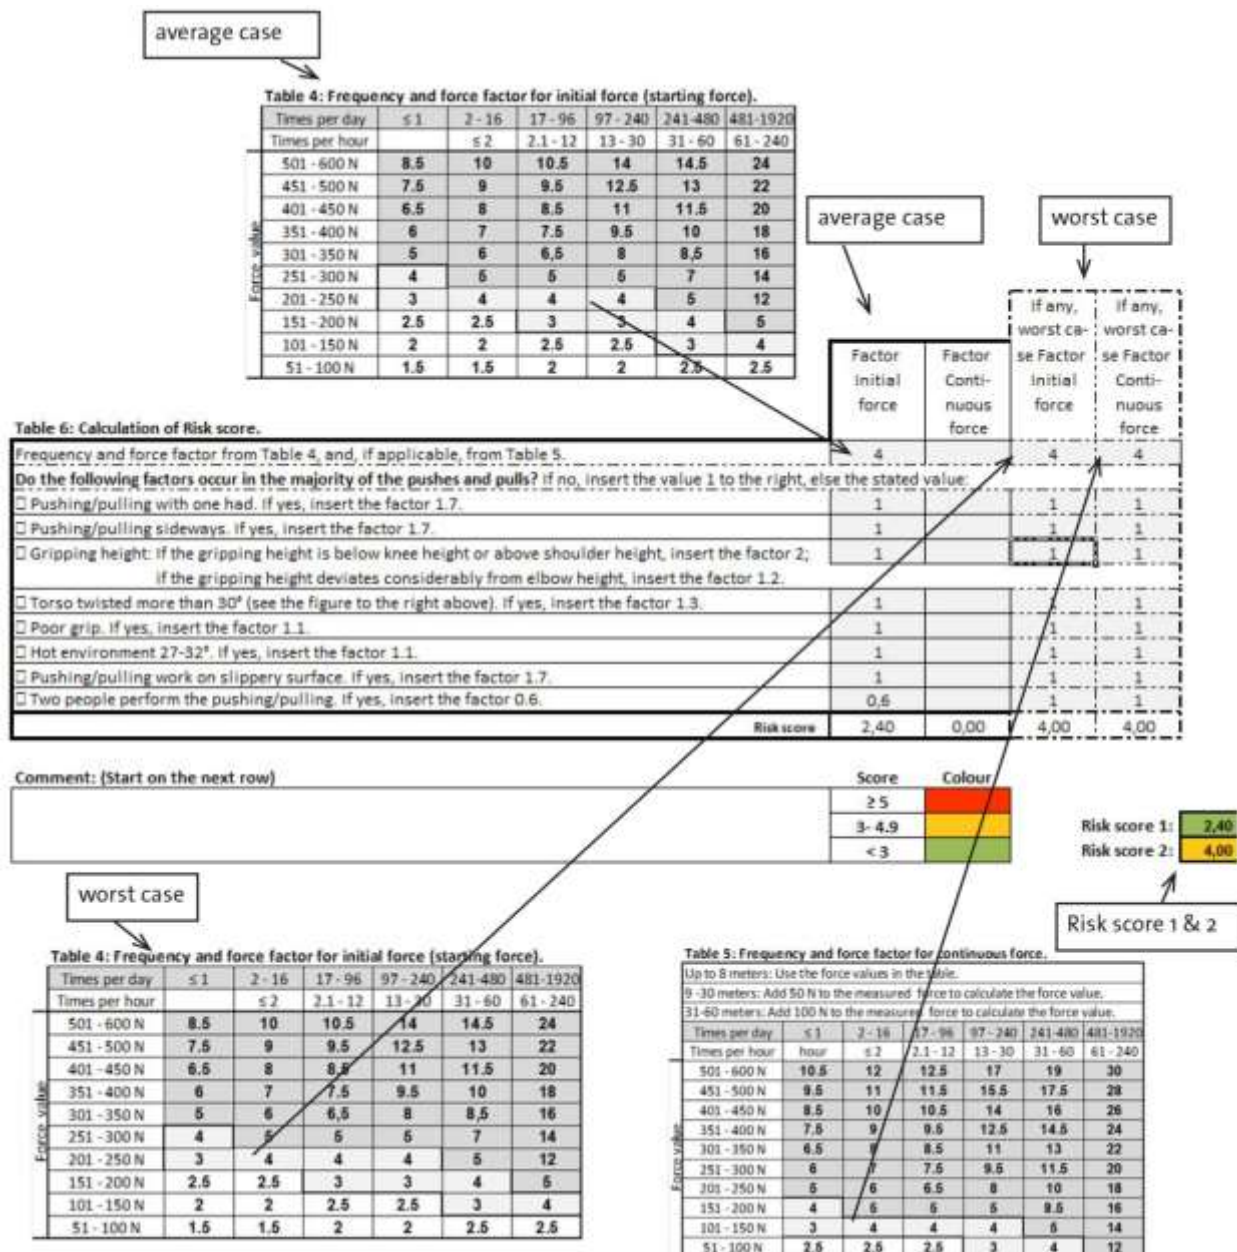 average case
Table 4: Frequency and force factor for initial force (starting force).
Times per day ≤ 1 2 - 16 17 - 96 97 - 240 241-480 481-1920
Times per hour ≤ 2 2.1 - 12 13 - 30 31 - 60 61 - 240
Force value
501 - 600 N 8.5 10 10.5 14 14.5 24
451 - 500 N 7.5 9 9.5 12.5 13 22
401 - 450 N 6.5 8 8.5 11 11.5 20
351 - 400 N 6 7 7.5 9.5 10 18
301 - 350 N 5 6 6,5 8 8,5 16
251 - 300 N 4 5 5 5 7 14
201 - 250 N 3 4 4 4 5 12
151 - 200 N 2.5 2.5 3 3 4 5
101 - 150 N 2 2 2.5 2.5 3 4
51 - 100 N 1.5 1.5 2 2 2.5 2.5
average case
worst case
Factor Initial force
Factor Conti-nuous force
If any, worst ca-se Factor Initial force
If any, worst ca-se Factor Conti-nuous force
Table 6: Calculation of Risk score.
Frequency and force factor from Table 4, and, if applicable, from Table 5. 4 4 4
Do the following factors occur in the majority of the pushes and pulls? If no, insert the value 1 to the right, else the stated value:
□ Pushing/pulling with one had. If yes, insert the factor 1.7. 1 1 1
□ Pushing/pulling sideways. If yes, insert the factor 1.7. 1 1 1
□ Gripping height: If the gripping height is below knee height or above shoulder height, insert the factor 2; 1 1 1
if the gripping height deviates considerably from elbow height, insert the factor 1.2.
□ Torso twisted more than 30° (see the figure to the right above). If yes, insert the factor 1.3. 1 1 1
□ Poor grip. If yes, insert the factor 1.1. 1 1 1
□ Hot environment 27-32°. If yes, insert the factor 1.1. 1 1 1
□ Pushing/pulling work on slippery surface. If yes, insert the factor 1.7. 1 1 1
□ Two people perform the pushing/pulling. If yes, insert the factor 0.6. 0,6 1 1
Risk score 2,40 0,00 4,00 4,00
Comment: (Start on the next row)
Score Colour
≥ 5
3- 4.9
< 3
Risk score 1: 2,40
Risk score 2: 4,00
Risk score 1 & 2
worst case
Table 4: Frequency and force factor for initial force (starting force).
Times per day ≤ 1 2 - 16 17 - 96 97 - 240 241-480 481-1920
Times per hour ≤ 2 2.1 - 12 13 - 30 31 - 60 61 - 240
Force value
501 - 600 N 8.5 10 10.5 14 14.5 24
451 - 500 N 7.5 9 9.5 12.5 13 22
401 - 450 N 6.5 8 8.5 11 11.5 20
351 - 400 N 6 7 7.5 9.5 10 18
301 - 350 N 5 6 6,5 8 8,5 16
251 - 300 N 4 5 5 5 7 14
201 - 250 N 3 4 4 4 5 12
151 - 200 N 2.5 2.5 3 3 4 5
101 - 150 N 2 2 2.5 2.5 3 4
51 - 100 N 1.5 1.5 2 2 2.5 2.5
Table 5: Frequency and force factor for continuous force.
Up to 8 meters: Use the force values in the table.
9 -30 meters: Add 50 N to the measured force to calculate the force value.
31-60 meters: Add 100 N to the measured force to calculate the force value.
Times per day ≤ 1 2 - 16 17 - 96 97 - 240 241-480 481-1920
Times per hour hour ≤ 2 2.1 - 12 13 - 30 31 - 60 61 - 240
Force value
501 - 600 N 10.5 12 12.5 17 19 30
451 - 500 N 9.5 11 11.5 15.5 17.5 28
401 - 450 N 8.5 10 10.5 14 16 26
351 - 400 N 7.5 9 9.5 12.5 14.5 24
301 - 350 N 6.5 8 8.5 11 13 22
251 - 300 N 6 7 7.5 9.5 11.5 20
201 - 250 N 5 6 6.5 8 10 18
151 - 200 N 4 5 5 5 8.5 16
101 - 150 N 3 4 4 4 5 14
51 - 100 N 2.5 2.5 2.5 3 4 12